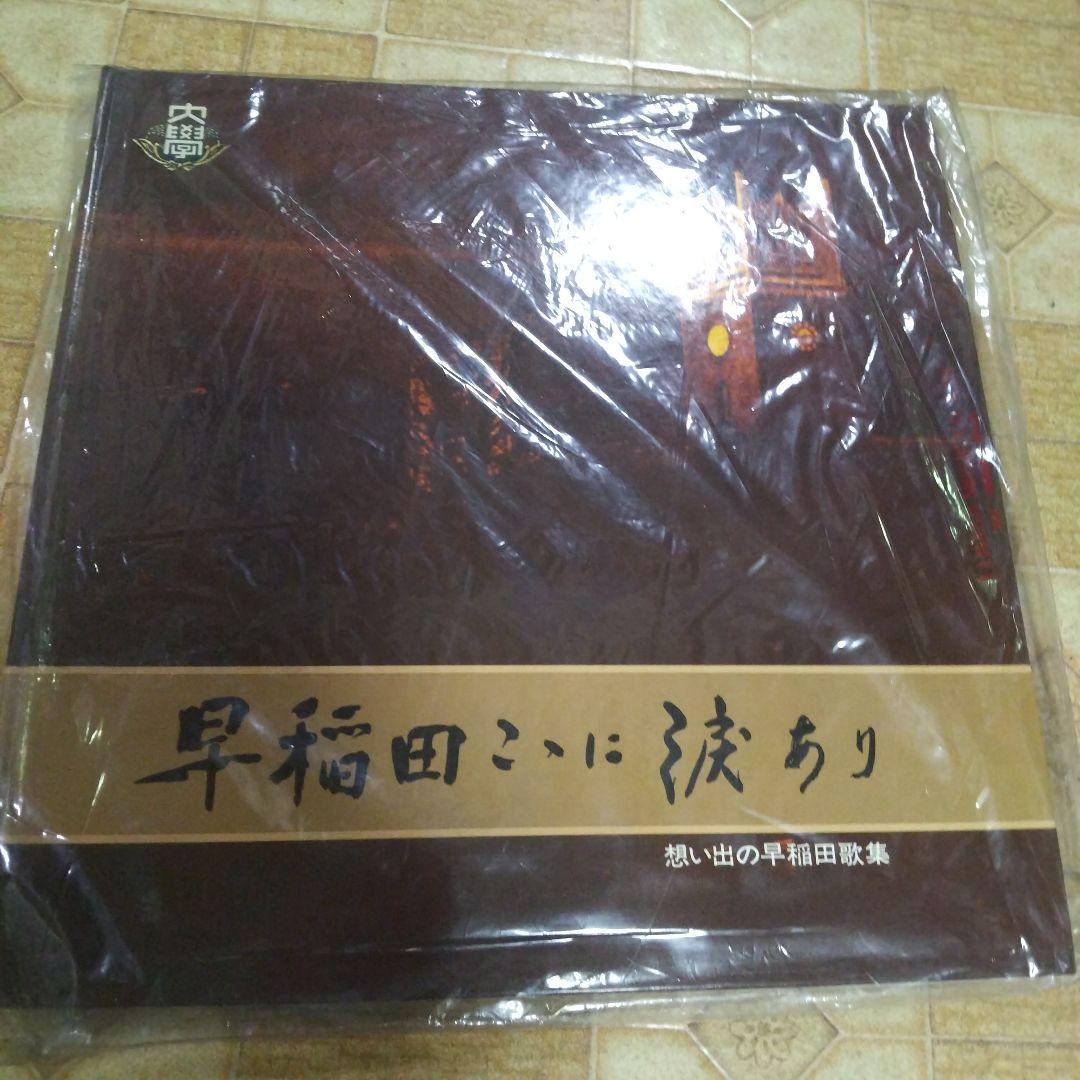 大學
早稲田こゝに涙あり
想い出の早稲田歌集